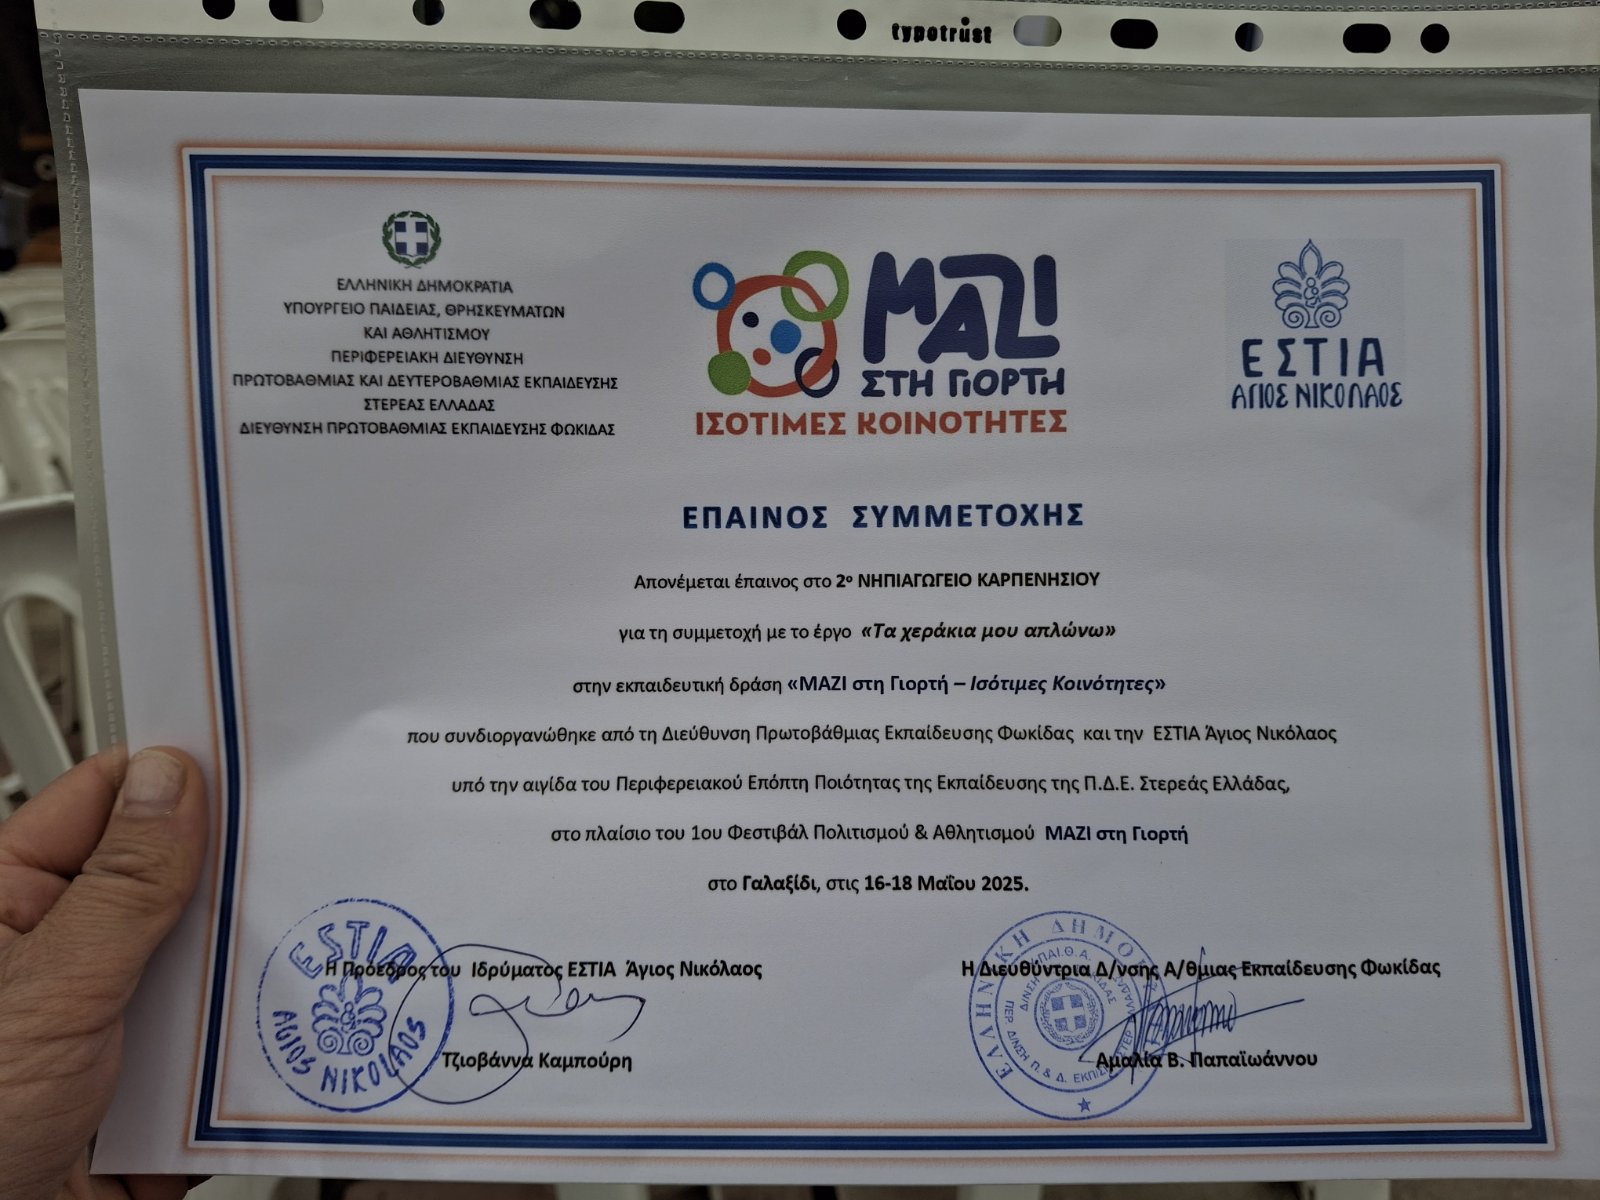 typotrust
ΕΛΛΗΝΙΚΗ ΔΗΜΟΚΡΑΤΙΑ
ΥΠΟΥΡΓΕΙΟ ΠΑΙΔΕΙΑΣ, ΘΡΗΣΚΕΥΜΑΤΩΝ
ΚΑΙ ΑΘΛΗΤΙΣΜΟΥ
ΠΕΡΙΦΕΡΕΙΑΚΗ ΔΙΕΥΘΥΝΣΗ
ΠΡΩΤΟΒΑΘΜΙΑΣ ΚΑΙ ΔΕΥΤΕΡΟΒΑΘΜΙΑΣ ΕΚΠΑΙΔΕΥΣΗΣ
ΣΤΕΡΕΑΣ ΕΛΛΑΔΑΣ
ΔΙΕΥΘΥΝΣΗ ΠΡΩΤΟΒΑΘΜΙΑΣ ΕΚΠΑΙΔΕΥΣΗΣ ΦΩΚΙΔΑΣ
ΜΑΖΙ
ΣΤΗ ΓΙΟΡΤΗ
ΙΣΟΤΙΜΕΣ ΚΟΙΝΟΤΗΤΕΣ
ΕΣΤΙΑ
ΑΓΙΟΣ ΝΙΚΟΛΑΟΣ
ΕΠΑΙΝΟΣ ΣΥΜΜΕΤΟΧΗΣ
Απονέμεται έπαινος στο 2ο ΝΗΠΙΑΓΩΓΕΙΟ ΚΑΡΠΕΝΗΣΙΟΥ
για τη συμμετοχή με το έργο «Τα χεράκια μου απλώνω»
στην εκπαιδευτική δράση «ΜΑΖΙ στη Γιορτή – Ισότιμες Κοινότητες»
που συνδιοργανώθηκε από τη Διεύθυνση Πρωτοβάθμιας Εκπαίδευσης Φωκίδας και την ΕΣΤΙΑ Άγιος Νικόλαος
υπό την αιγίδα του Περιφερειακού Επόπτη Ποιότητας της Εκπαίδευσης της Π.Δ.Ε. Στερεάς Ελλάδας,
στο πλαίσιο του 1ου Φεστιβάλ Πολιτισμού & Αθλητισμού ΜΑΖΙ στη Γιορτή
στο Γαλαξίδι, στις 16-18 Μαΐου 2025.
Η Πρόεδρος του Ιδρύματος ΕΣΤΙΑ Άγιος Νικόλαος
Τζιοβάννα Καμπούρη
ΕΣΤΙΑ
ΑΓΙΟΣ ΝΙΚΟΛΑΟΣ
Η Διευθύντρια Δ/νσης Α/θμιας Εκπαίδευσης Φωκίδας
Αμαλία Β. Παπαϊωάννου
ΕΛΛΗΝΙΚΗ